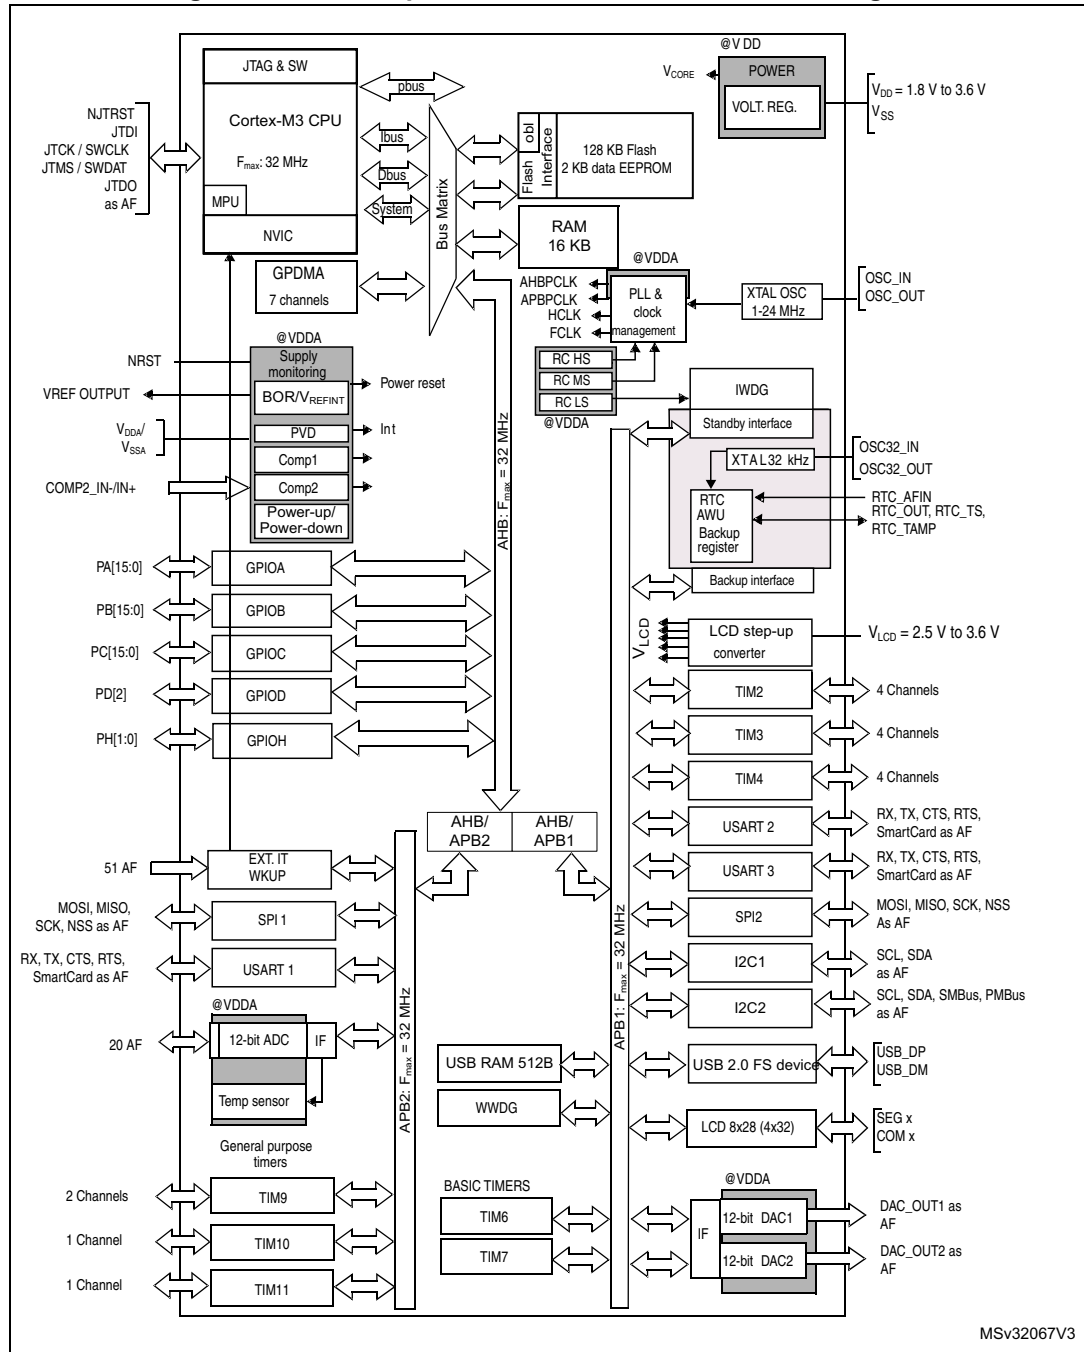 @V DD
JTAG & SW
pbus
Cortex-M3 CPU
Fmax: 32 MHz
MPU
NVIC
Ibus
Dbus
System
Bus Matrix
NJTRST
JTDI
JTCK / SWCLK
JTMS / SWDAT
JTDO
as AF
VCORE
POWER
VOLT. REG.
VDD = 1.8 V to 3.6 V
VSS
Flash obl
Interface
128 KB Flash
2 KB data EEPROM
RAM
16 KB
GPDMA
7 channels
@VDDA
AHBPCLK
APBPCLK
HCLK
FCLK
PLL &
clock
management
XTAL OSC
1-24 MHz
OSC_IN
OSC_OUT
RC HS
RC MS
RC LS
@VDDA
IWDG
Standby interface
XTAL32 kHz
OSC32_IN
OSC32_OUT
RTC
AWU
Backup
register
RTC_AFIN
RTC_OUT, RTC_TS,
RTC_TAMP
Backup interface
@VDDA
Supply
monitoring
NRST
VREF OUTPUT
BOR/VREFINT
Power reset
VDDA/
VSSA
PVD
Int
Comp1
COMP2_IN-/IN+
Comp2
Power-up/
Power-down
AHB: Fmax = 32 MHz
PA[15:0]
GPIOA
PB[15:0]
GPIOB
PC[15:0]
GPIOC
PD[2]
GPIOD
PH[1:0]
GPIOH
VLCD
LCD step-up
converter
VLCD = 2.5 V to 3.6 V
TIM2
4 Channels
TIM3
4 Channels
TIM4
4 Channels
AHB/
APB2
AHB/
APB1
USART 2
RX, TX, CTS, RTS,
SmartCard as AF
USART 3
RX, TX, CTS, RTS,
SmartCard as AF
SPI2
MOSI, MISO, SCK, NSS
As AF
I2C1
SCL, SDA
as AF
I2C2
SCL, SDA, SMBus, PMBus
as AF
51 AF
EXT. IT
WKUP
MOSI, MISO,
SCK, NSS as AF
SPI 1
RX, TX, CTS, RTS,
SmartCard as AF
USART 1
@VDDA
20 AF
12-bit ADC
IF
Temp sensor
APB2: Fmax = 32 MHz
APB1: Fmax = 32 MHz
USB RAM 512B
WWDG
USB 2.0 FS device
USB_DP
USB_DM
LCD 8x28 (4x32)
SEG x
COM x
General purpose
timers
2 Channels
TIM9
1 Channel
TIM10
1 Channel
TIM11
BASIC TIMERS
TIM6
TIM7
@VDDA
IF
12-bit DAC1
12-bit DAC2
DAC_OUT1 as
AF
DAC_OUT2 as
AF
MSv32067V3